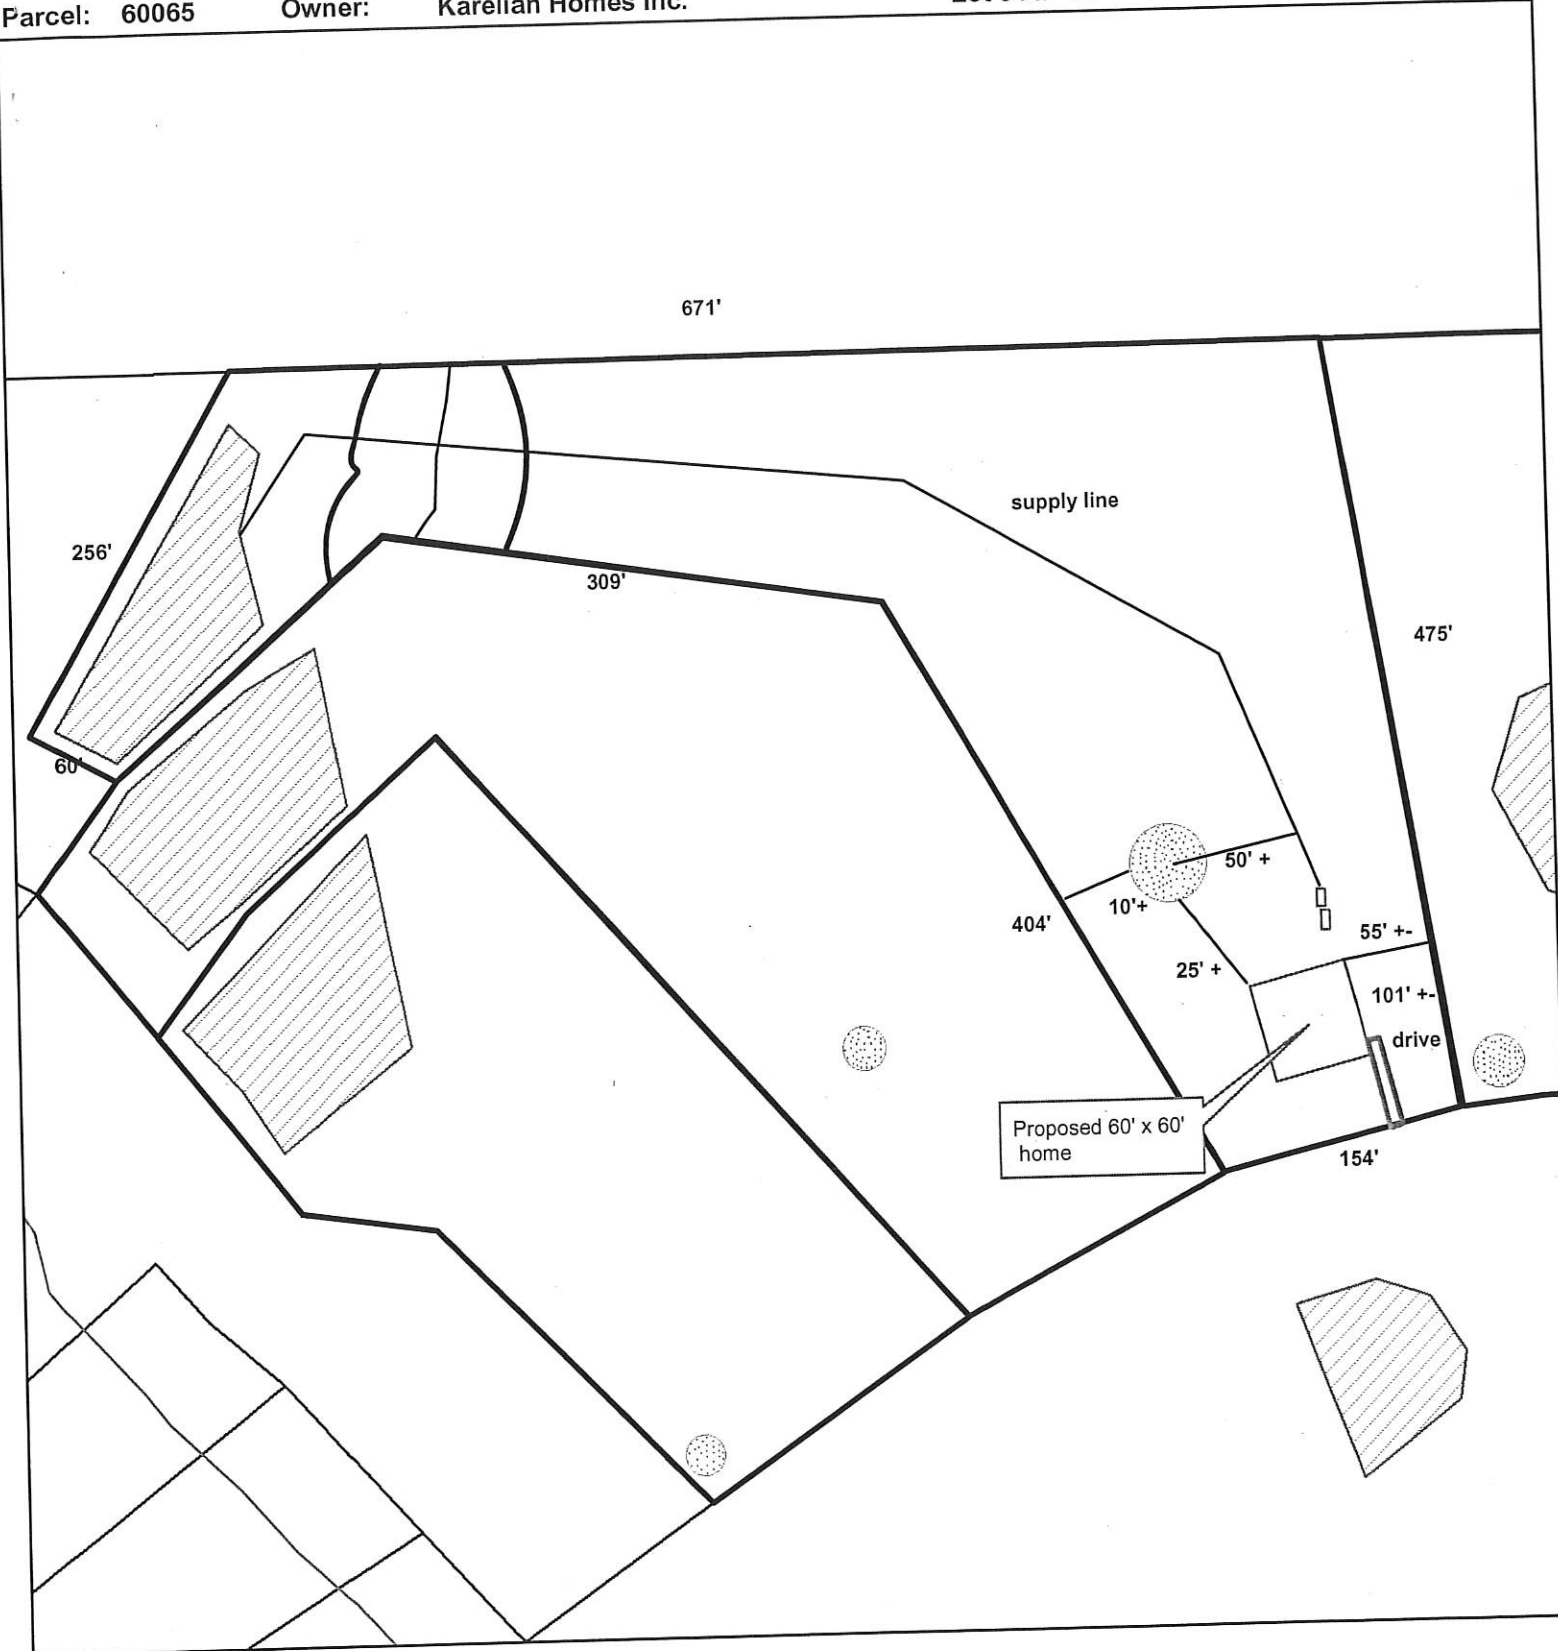 Parcel: 60065 Owner: Karelian Homes Inc.
671'
supply line
256'
309'
475'
60'
50' +
10'+
404'
55' +-
25' +
101' +-
drive
Proposed 60' x 60'
home
154'